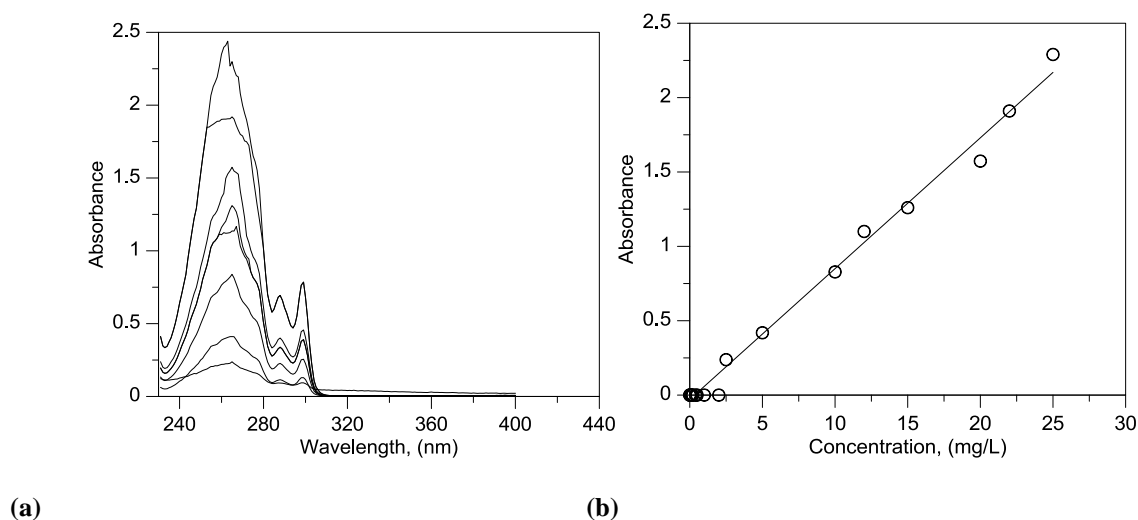 2.5
2
1.5
1
0.5
0
Absorbance
240 280 320 360 400 440
Wavelength, (nm)
(a)
2.5
2
1.5
1
0.5
0
Absorbance
0 5 10 15 20 25 30
Concentration, (mg/L)
(b)